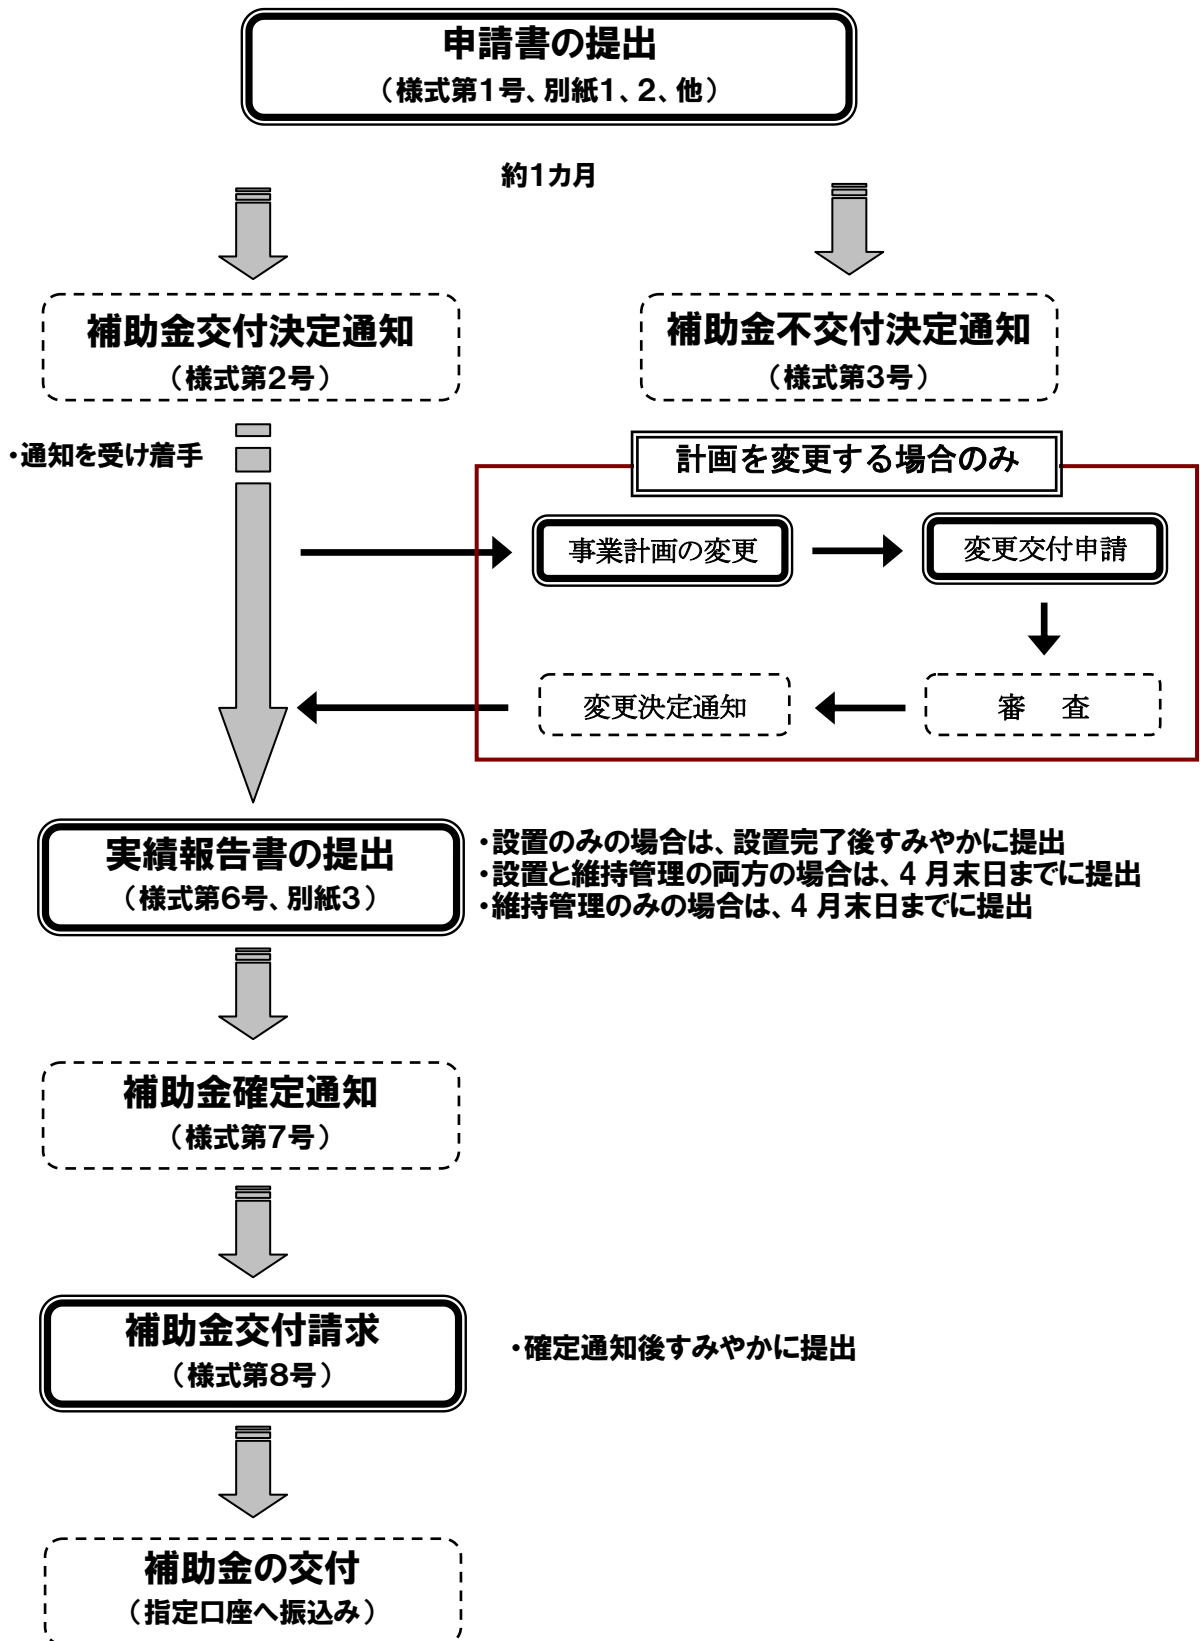 申請書の提出
（様式第1号、別紙1、2、他）
約1カ月
補助金交付決定通知
（様式第2号）
補助金不交付決定通知
（様式第3号）
・通知を受け着手
計画を変更する場合のみ
事業計画の変更
変更交付申請
変更決定通知
審　査
実績報告書の提出
（様式第6号、別紙3）
・設置のみの場合は、設置完了後すみやかに提出
・設置と維持管理の両方の場合は、4 月末日までに提出
・維持管理のみの場合は、4 月末日までに提出
補助金確定通知
（様式第7号）
補助金交付請求
（様式第8号）
・確定通知後すみやかに提出
補助金の交付
（指定口座へ振込み）